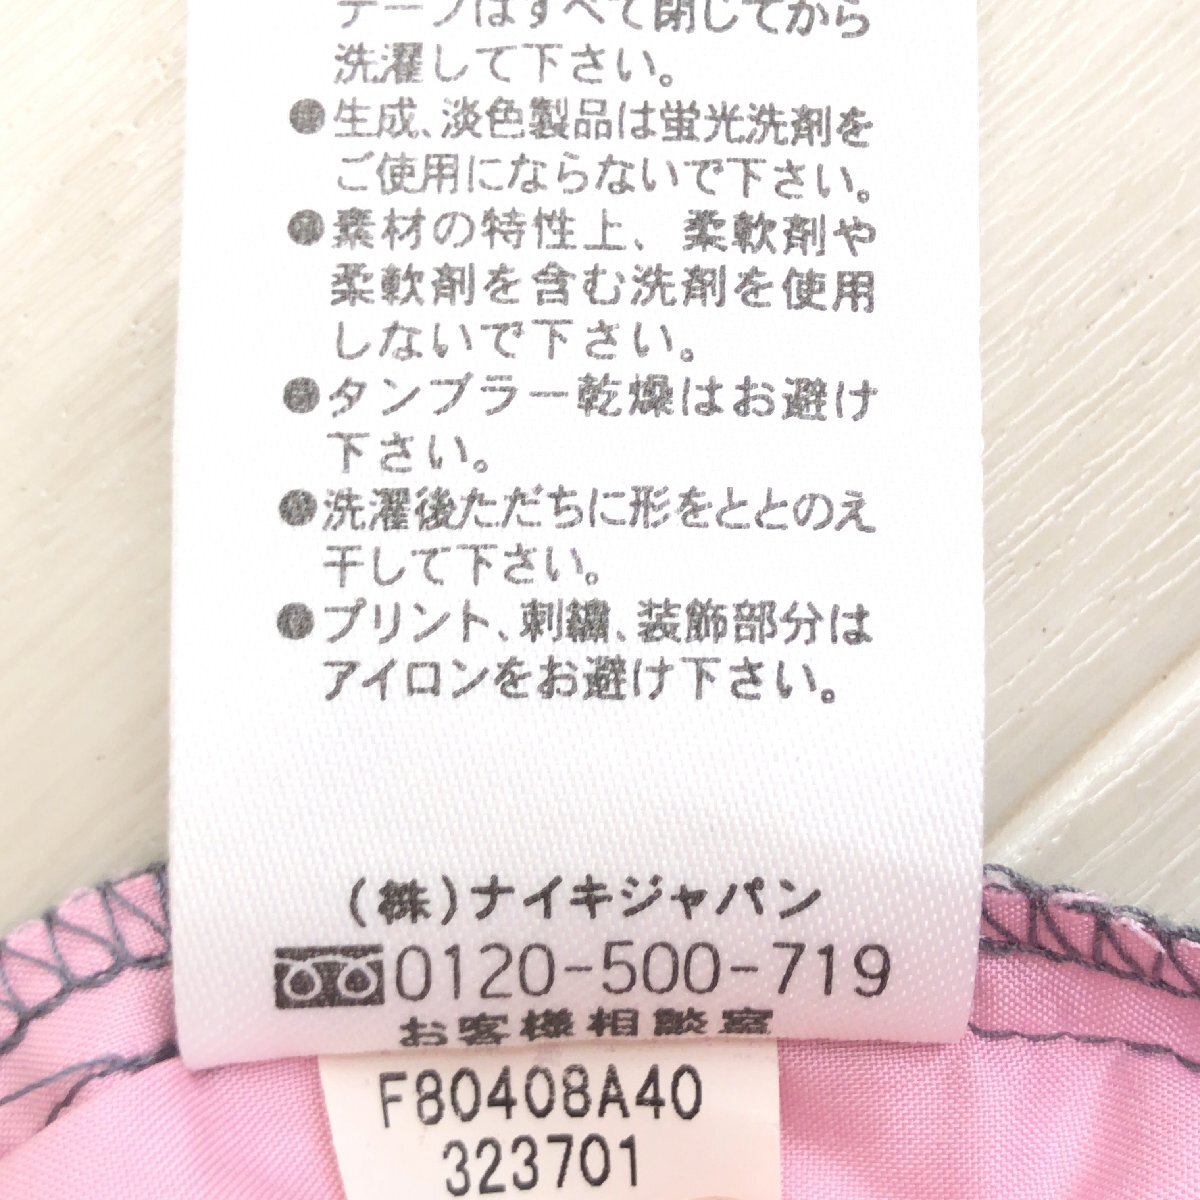 テープはすべて閉じてから
洗濯して下さい。
●生成、淡色製品は蛍光洗剤を
ご使用にならないで下さい。
●素材の特性上、柔軟剤や
柔軟剤を含む洗剤を使用
しないで下さい。
●タンブラー乾燥はお避け
下さい。
●洗濯後ただちに形をととのえ
干して下さい。
●プリント、刺繍、装飾部分は
アイロンをお避け下さい。
(株)ナイキジャパン
0120-500-719
お客様相談室
F80408A40
323701